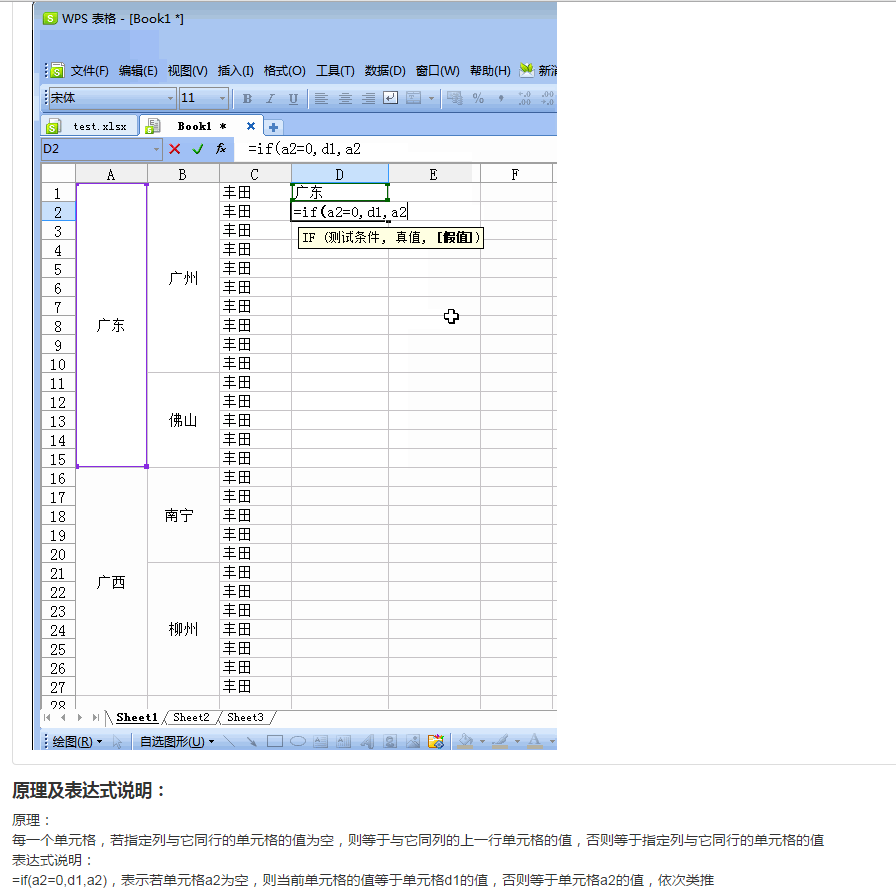 WPS 表格 - [Book1 *]
文件(F) 编辑(E) 视图(V) 插入(I) 格式(O) 工具(T) 数据(D) 窗口(W) 帮助(H) 新
宋体 11 B I U %
test.xlsx Book1 *
D2 fx =if(a2=0,d1,a2
A B C D E F
1 丰田 广东
2 丰田 =if(a2=0,d1,a2
3 丰田 IF (测试条件, 真值, [假值])
4 丰田
5 丰田
6 广州 丰田
7 丰田
8 广东 丰田
9 丰田
10 丰田
11 丰田
12 丰田
13 佛山 丰田
14 丰田
15 丰田
16 丰田
17 丰田
18 南宁 丰田
19 丰田
20 丰田
21 丰田
22 广西 丰田
23 丰田
24 柳州 丰田
25 丰田
26 丰田
27 丰田
28
Sheet1 Sheet2 Sheet3
绘图(R) 自选图形(U)
原理及表达式说明：
原理：
每一个单元格，若指定列与它同行的单元格的值为空，则等于与它同列的上一行单元格的值，否则等于指定列与它同行的单元格的值
表达式说明：
=if(a2=0,d1,a2)，表示若单元格a2为空，则当前单元格的值等于单元格d1的值，否则等于单元格a2的值，依次类推